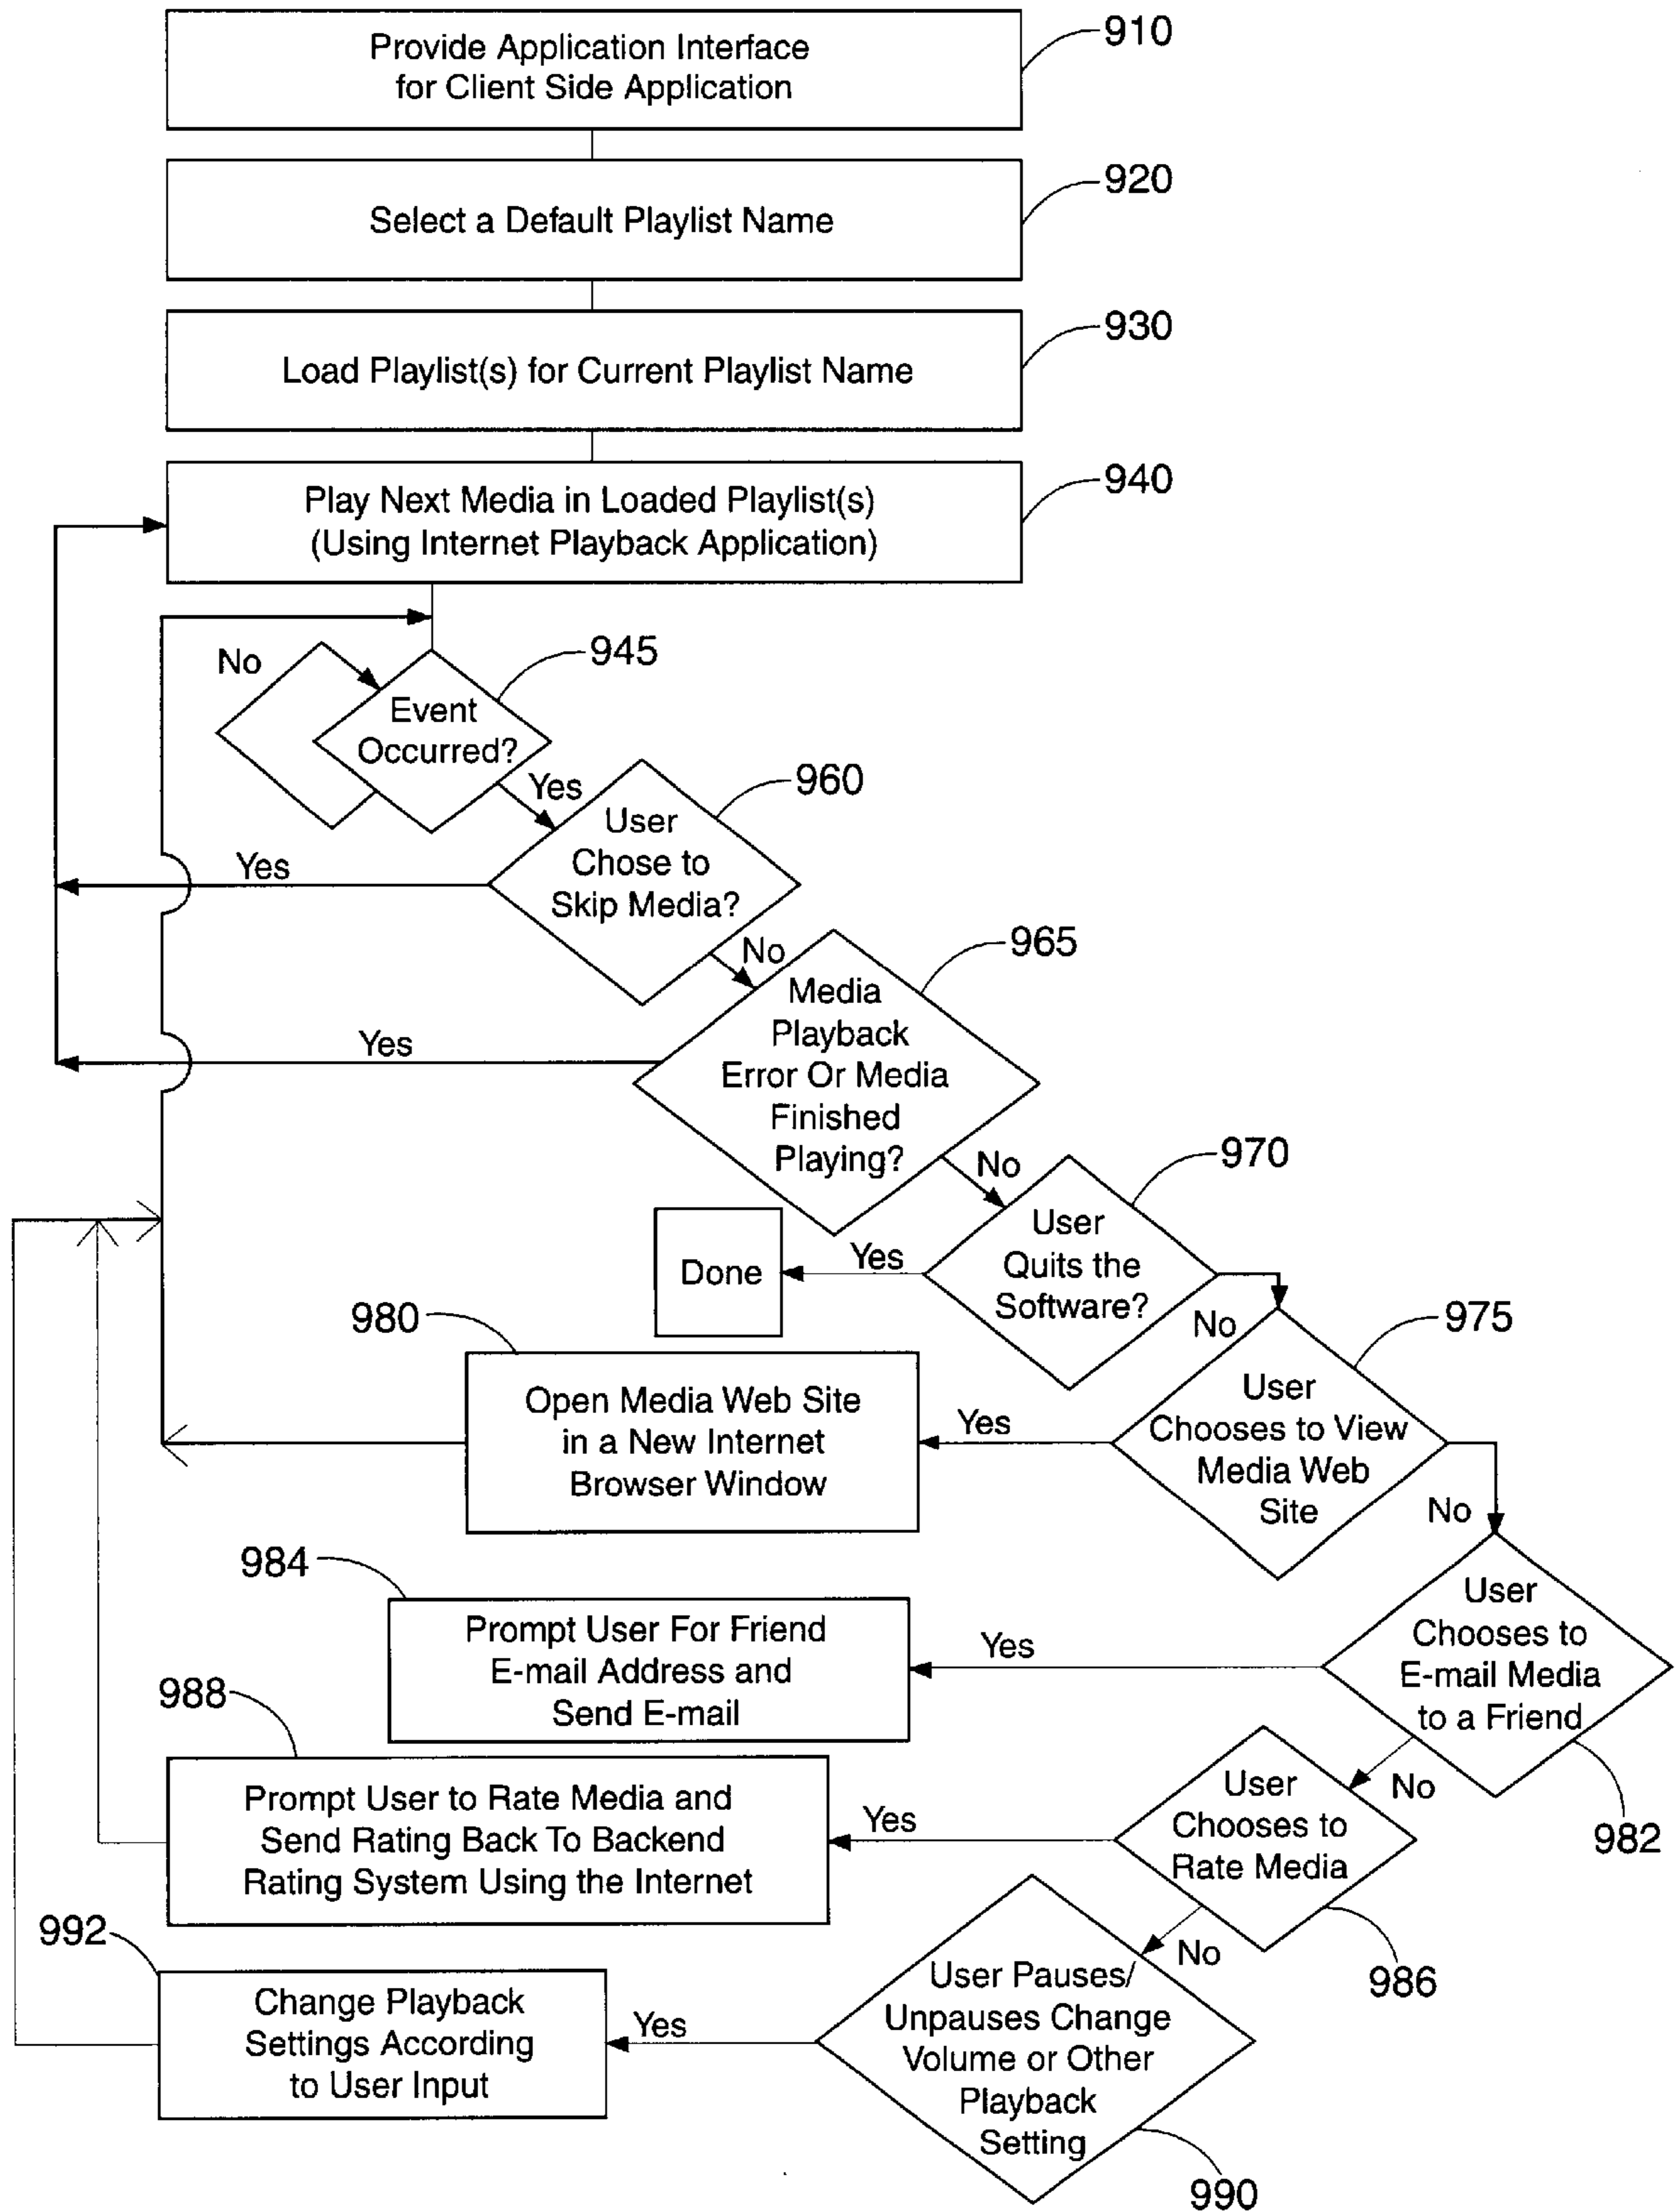 Provide Application Interface
for Client Side Application
910
Select a Default Playlist Name
920
Load Playlist(s) for Current Playlist Name
930
Play Next Media in Loaded Playlist(s)
(Using Internet Playback Application)
940
No
Event
Occurred?
945
Yes
User
Chose to
Skip Media?
960
Yes
No
Media
Playback
Error Or Media
Finished
Playing?
965
Yes
No
User
Quits the
Software?
970
Yes
Done
No
User
Chooses to View
Media Web
Site
975
Yes
980
Open Media Web Site
in a New Internet
Browser Window
No
User
Chooses to
E-mail Media
to a Friend
982
Yes
984
Prompt User For Friend
E-mail Address and
Send E-mail
No
User
Chooses to
Rate Media
986
Yes
988
Prompt User to Rate Media and
Send Rating Back To Backend
Rating System Using the Internet
No
User Pauses/
Unpauses Change
Volume or Other
Playback
Setting
990
Yes
992
Change Playback
Settings According
to User Input